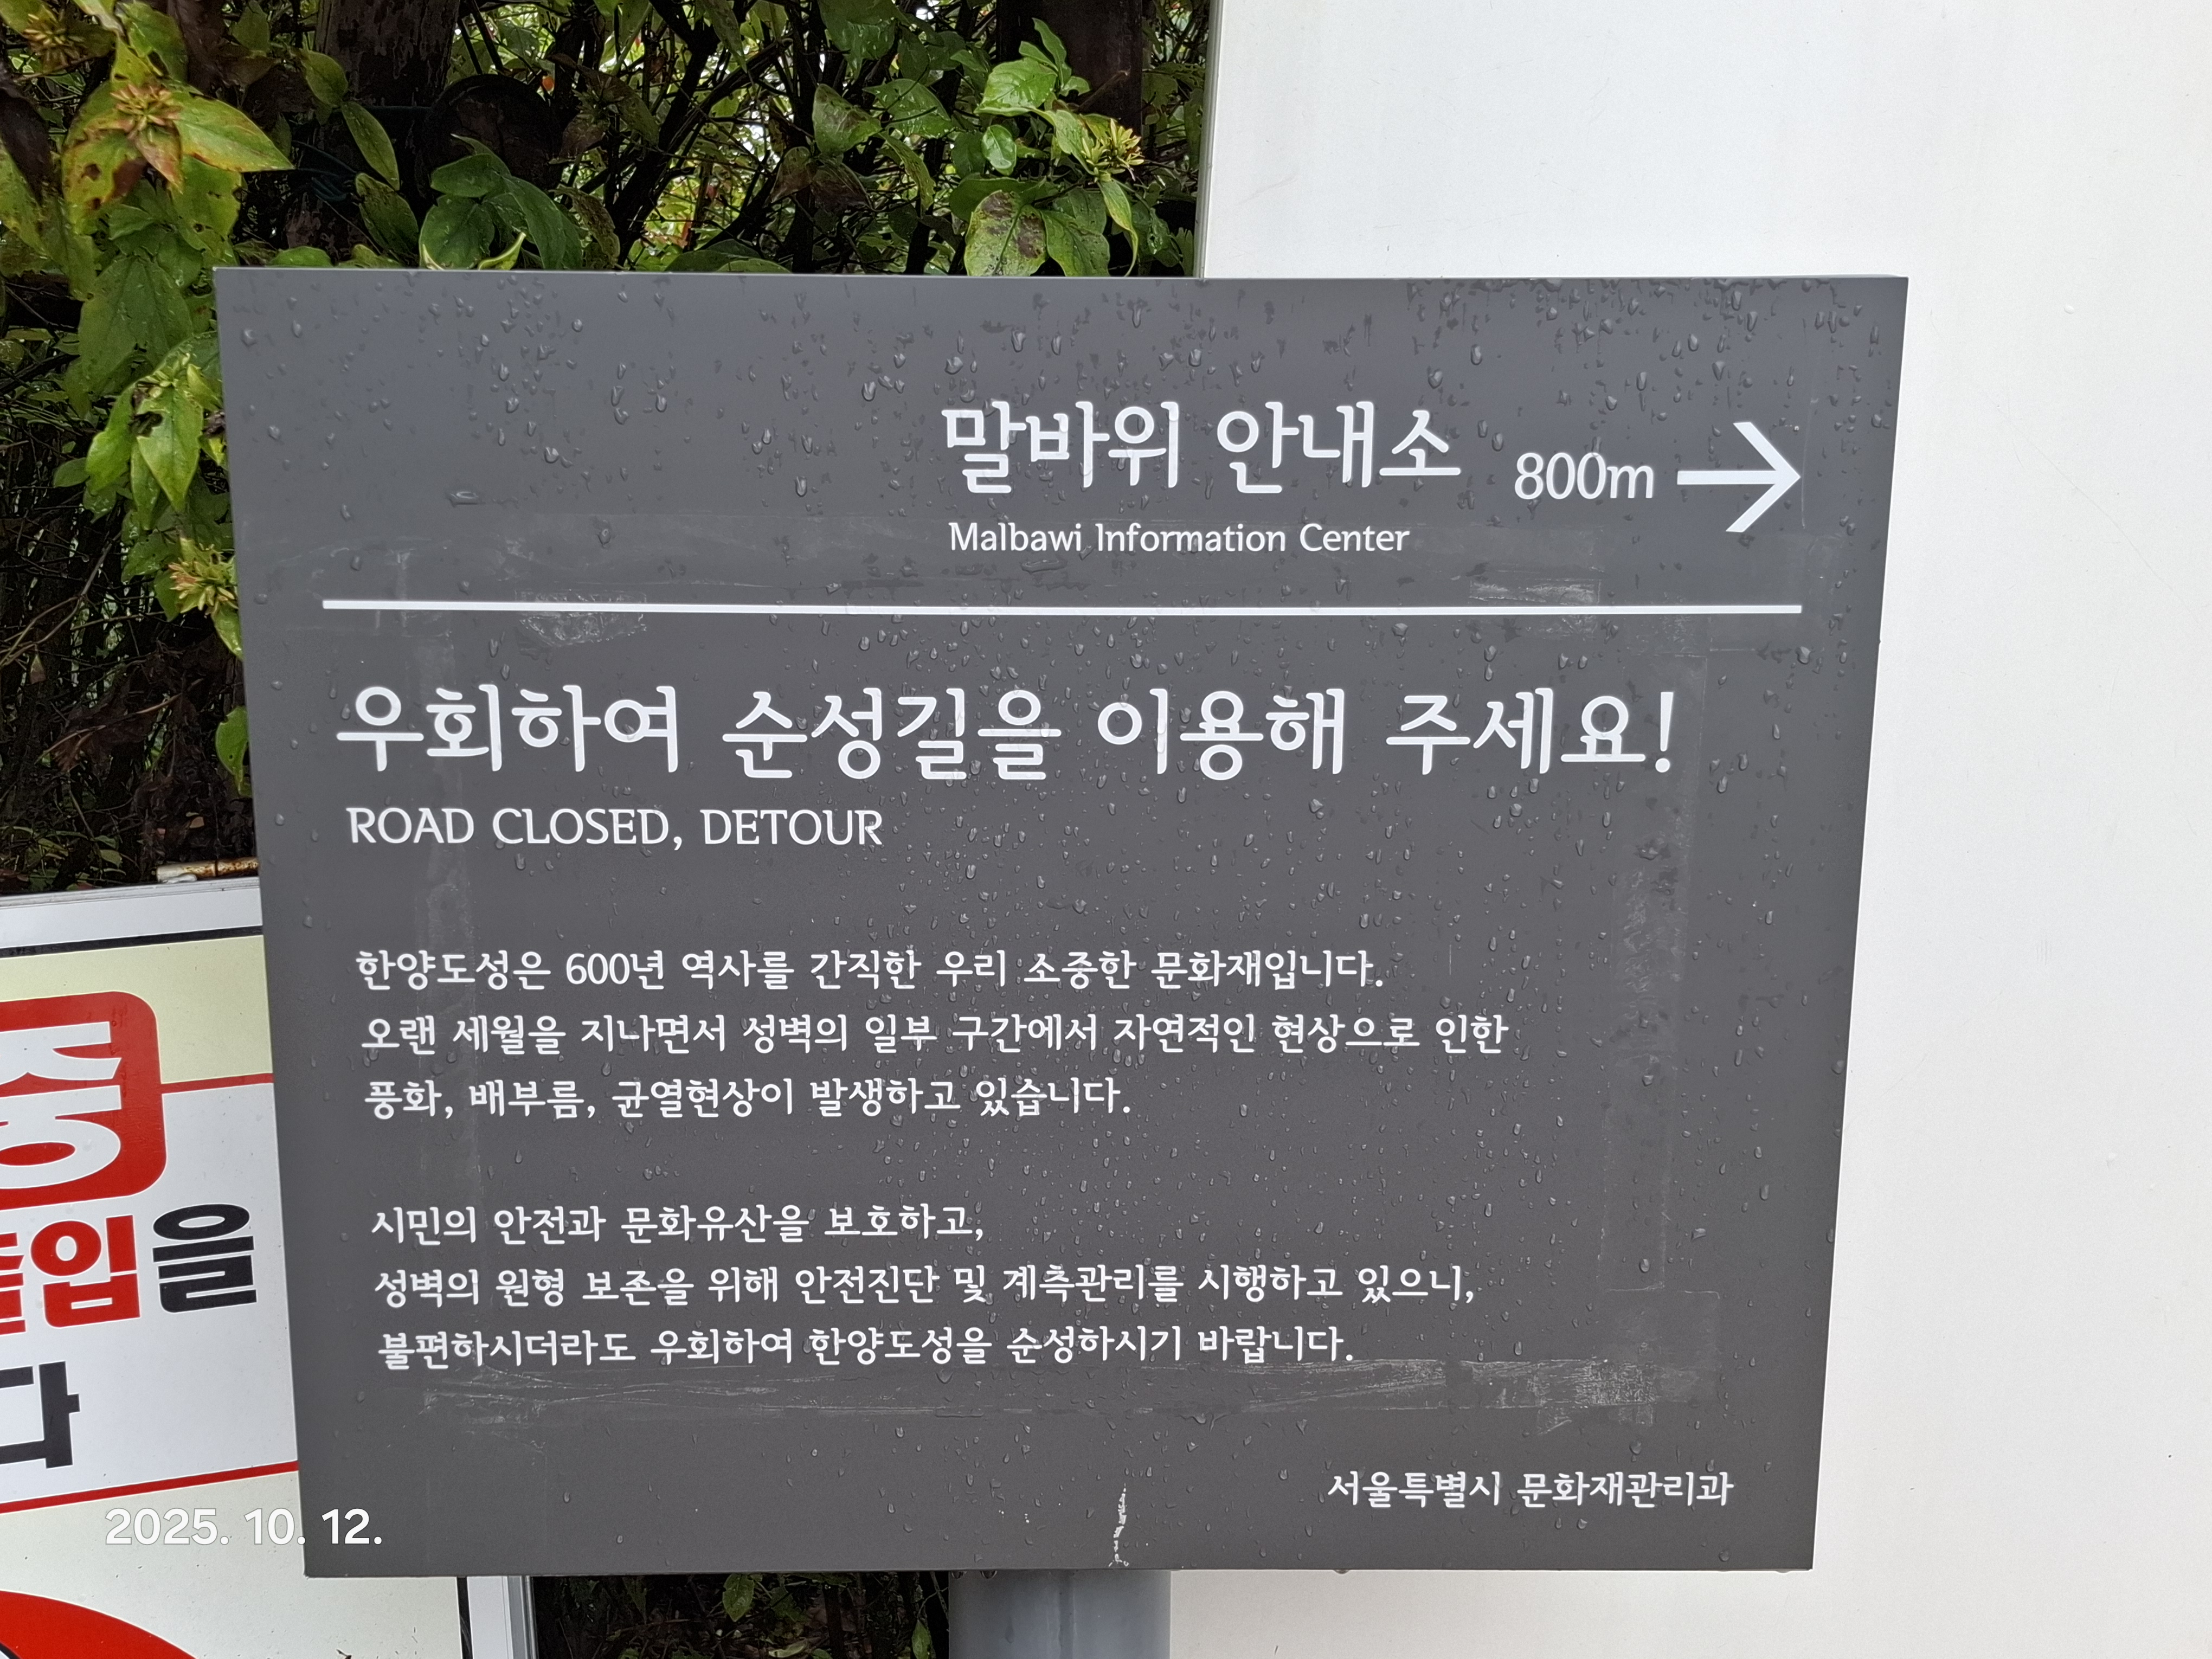 말바위 안내소 800m →
Malbawi Information Center
우회하여 순성길을 이용해 주세요!
ROAD CLOSED, DETOUR
한양도성은 600년 역사를 간직한 우리 소중한 문화재입니다.
오랜 세월을 지나면서 성벽의 일부 구간에서 자연적인 현상으로 인한
풍화, 배부름, 균열현상이 발생하고 있습니다.
시민의 안전과 문화유산을 보호하고,
성벽의 원형 보존을 위해 안전진단 및 계측관리를 시행하고 있으니,
불편하시더라도 우회하여 한양도성을 순성하시기 바랍니다.
서울특별시 문화재관리과
중
출입을
다
2025. 10. 12.